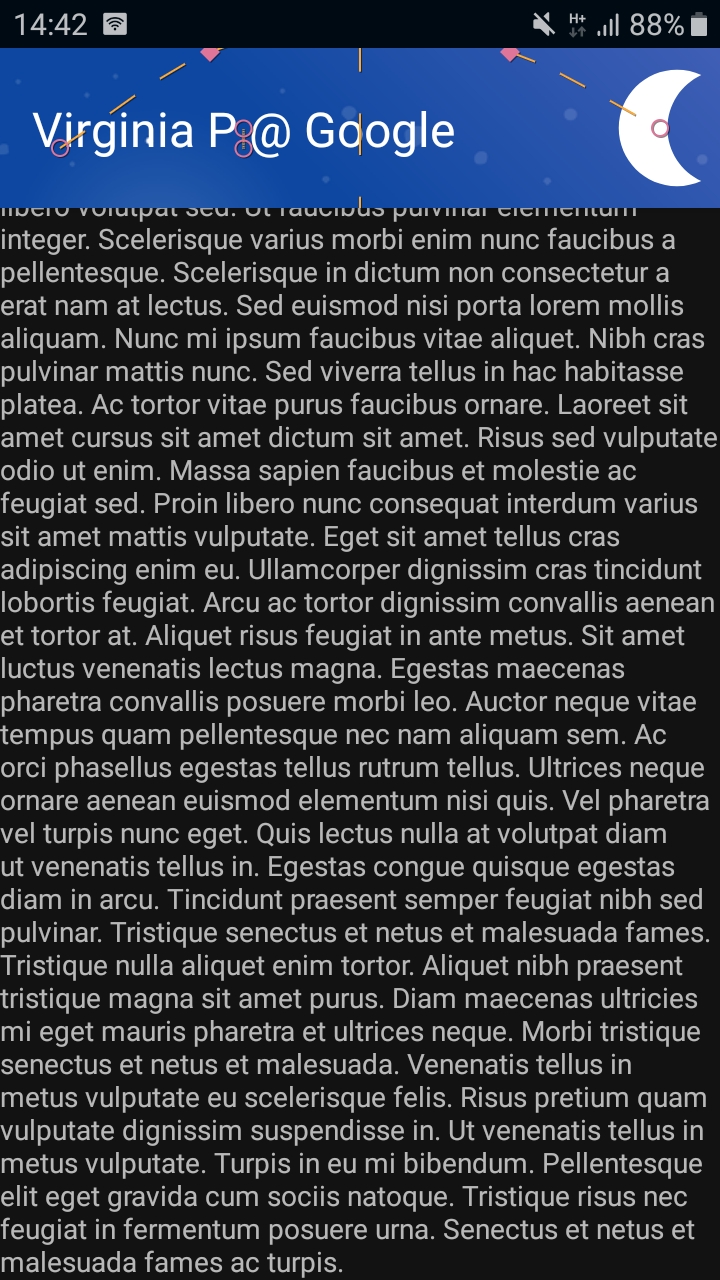 14:42
H+
88%
Virginia P @ Google
libero volutpat sed. Ut faucibus pulvinar elementum
integer. Scelerisque varius morbi enim nunc faucibus a
pellentesque. Scelerisque in dictum non consectetur a
erat nam at lectus. Sed euismod nisi porta lorem mollis
aliquam. Nunc mi ipsum faucibus vitae aliquet. Nibh cras
pulvinar mattis nunc. Sed viverra tellus in hac habitasse
platea. Ac tortor vitae purus faucibus ornare. Laoreet sit
amet cursus sit amet dictum sit amet. Risus sed vulputate
odio ut enim. Massa sapien faucibus et molestie ac
feugiat sed. Proin libero nunc consequat interdum varius
sit amet mattis vulputate. Eget sit amet tellus cras
adipiscing enim eu. Ullamcorper dignissim cras tincidunt
lobortis feugiat. Arcu ac tortor dignissim convallis aenean
et tortor at. Aliquet risus feugiat in ante metus. Sit amet
luctus venenatis lectus magna. Egestas maecenas
pharetra convallis posuere morbi leo. Auctor neque vitae
tempus quam pellentesque nec nam aliquam sem. Ac
orci phasellus egestas tellus rutrum tellus. Ultrices neque
ornare aenean euismod elementum nisi quis. Vel pharetra
vel turpis nunc eget. Quis lectus nulla at volutpat diam
ut venenatis tellus in. Egestas congue quisque egestas
diam in arcu. Tincidunt praesent semper feugiat nibh sed
pulvinar. Tristique senectus et netus et malesuada fames.
Tristique nulla aliquet enim tortor. Aliquet nibh praesent
tristique magna sit amet purus. Diam maecenas ultricies
mi eget mauris pharetra et ultrices neque. Morbi tristique
senectus et netus et malesuada. Venenatis tellus in
metus vulputate eu scelerisque felis. Risus pretium quam
vulputate dignissim suspendisse in. Ut venenatis tellus in
metus vulputate. Turpis in eu mi bibendum. Pellentesque
elit eget gravida cum sociis natoque. Tristique risus nec
feugiat in fermentum posuere urna. Senectus et netus et
malesuada fames ac turpis.